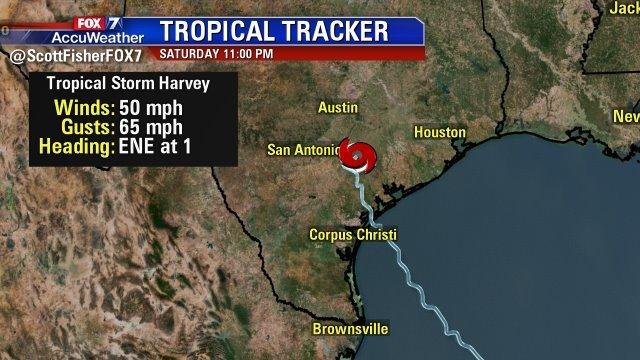 FOX 7
AccuWeather
TROPICAL TRACKER
@ScottFisherFOX7
SATURDAY 11:00 PM
Tropical Storm Harvey
Winds: 50 mph
Gusts: 65 mph
Heading: ENE at 1
Austin
Houston
San Antonio
Corpus Christi
Brownsville
Jack
New